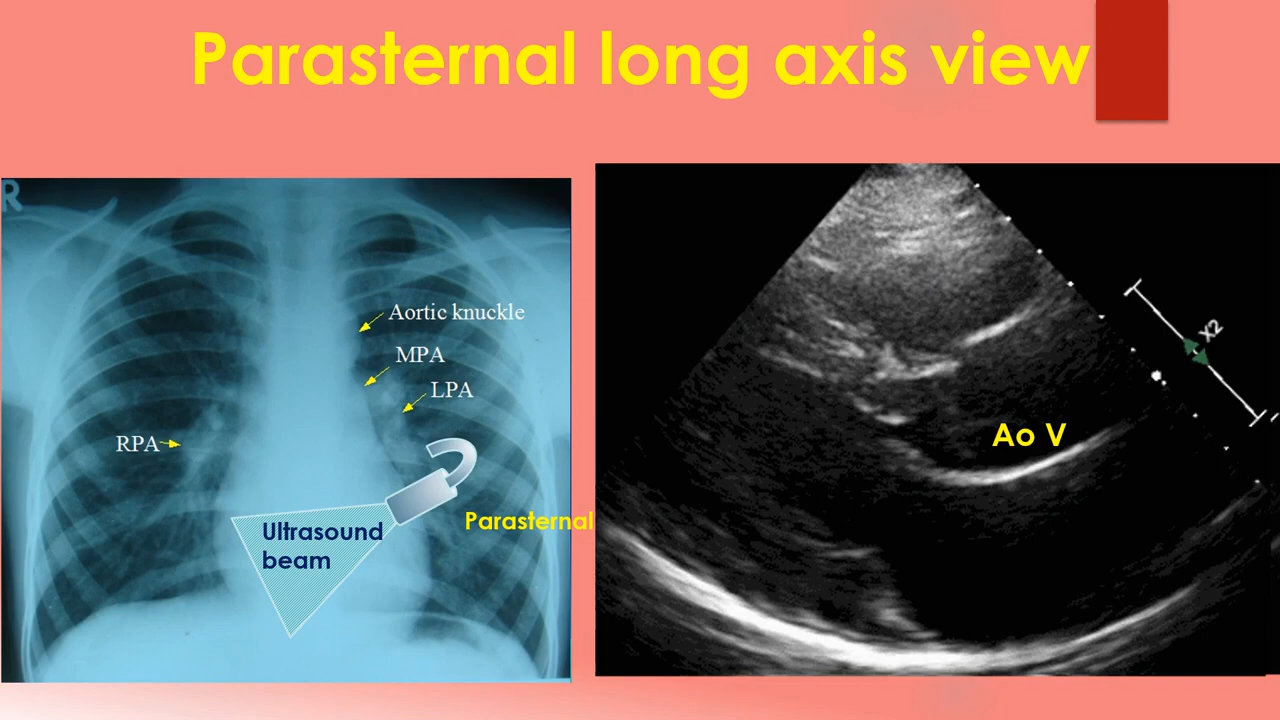 Parasternal long axis view
R
Aortic knuckle
MPA
LPA
RPA
Ultrasound
beam
Parasternal
X2
Ao V